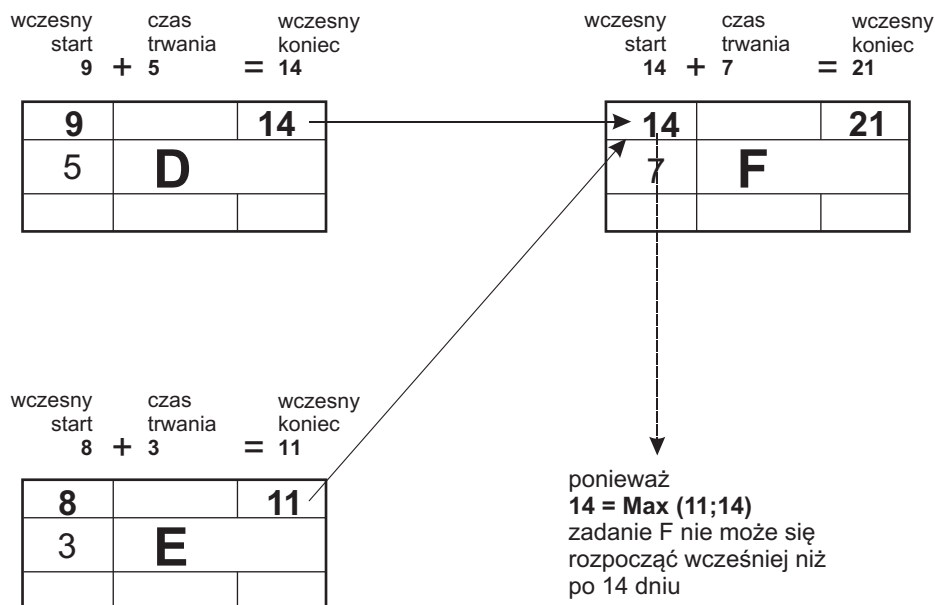 wczesny czas wczesny
start trwania koniec
9 + 5 = 14
9 14
5 D
wczesny czas wczesny
start trwania koniec
14 + 7 = 21
14 21
7 F
wczesny czas wczesny
start trwania koniec
8 + 3 = 11
8 11
3 E
ponieważ
14 = Max (11;14)
zadanie F nie może się
rozpocząć wcześniej niż
po 14 dniu